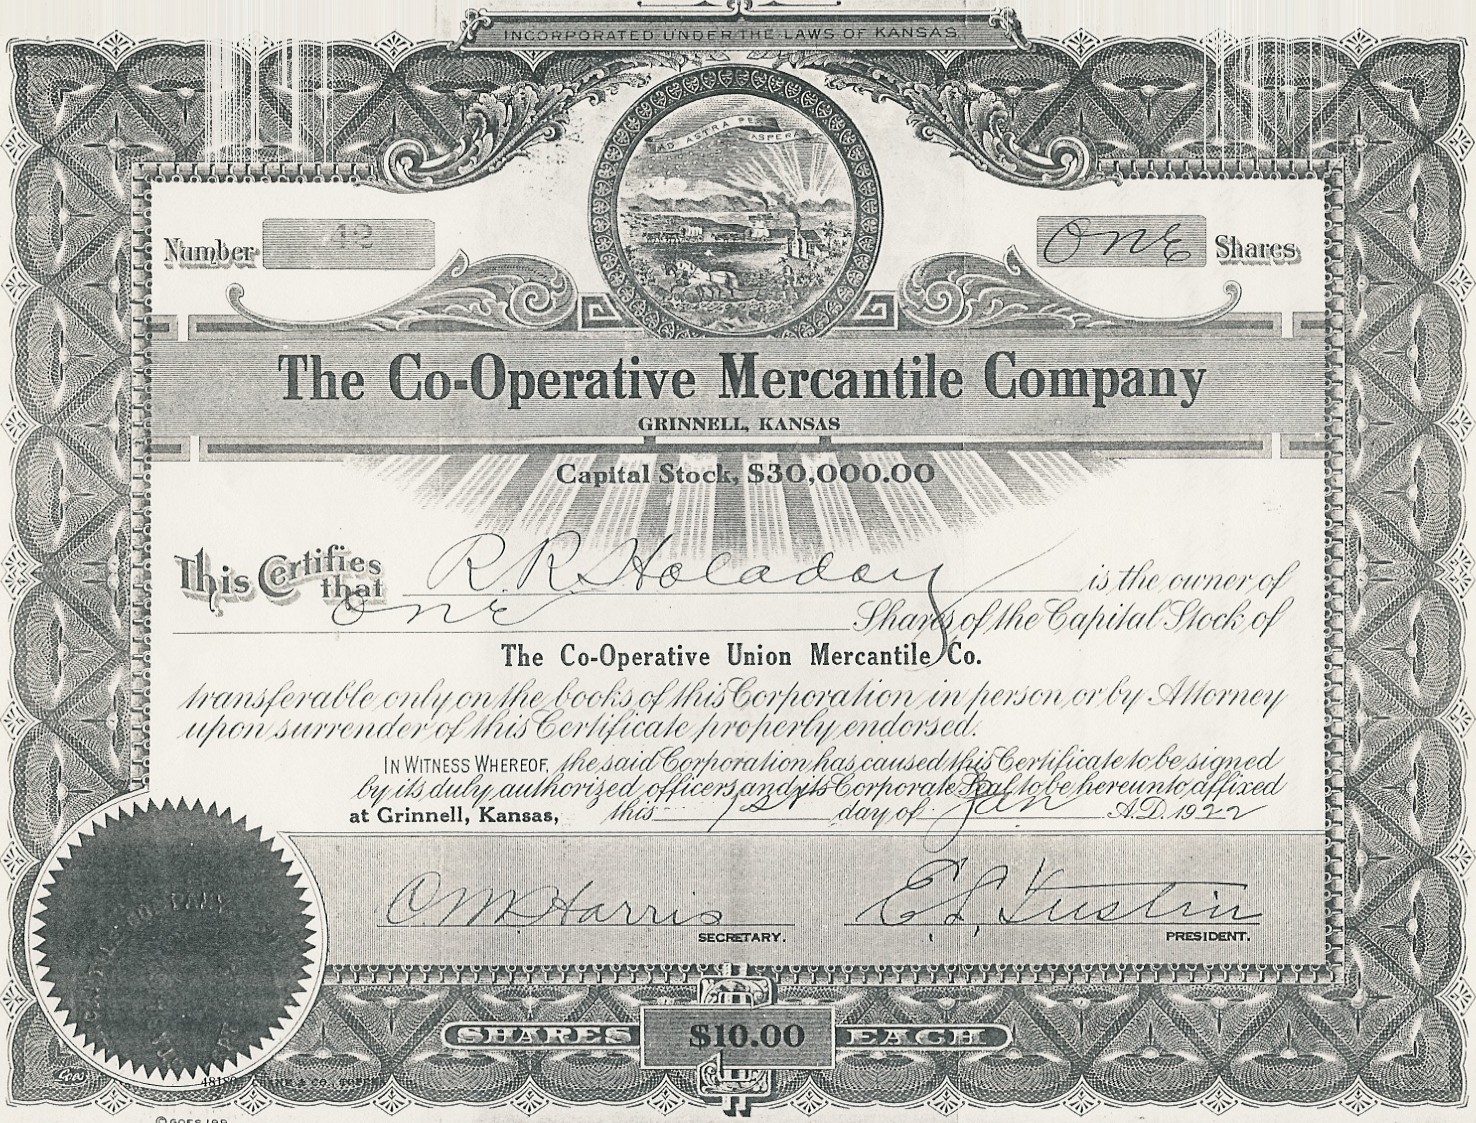 INCORPORATED UNDER THE LAWS OF KANSAS.
AD ASTRA PER ASPERA
Number 42
One Shares
The Co-Operative Mercantile Company
GRINNELL, KANSAS
Capital Stock, $30,000.00
This Certifies that R. R. Holaday is the owner of
One Shares of the Capital Stock of
The Co-Operative Union Mercantile Co.
transferable only on the books of this Corporation in person or by Attorney
upon surrender of this Certificate properly endorsed.
IN WITNESS WHEREOF, the said Corporation has caused this Certificate to be signed
by its duly authorized officers and its Corporate Seal to be hereunto affixed
at Grinnell, Kansas, this 1st day of Jan A.D. 1922
C. M. Harris
SECRETARY.
E. L. Tustin
PRESIDENT.
SHARES $10.00 EACH
& CO.
© GOES